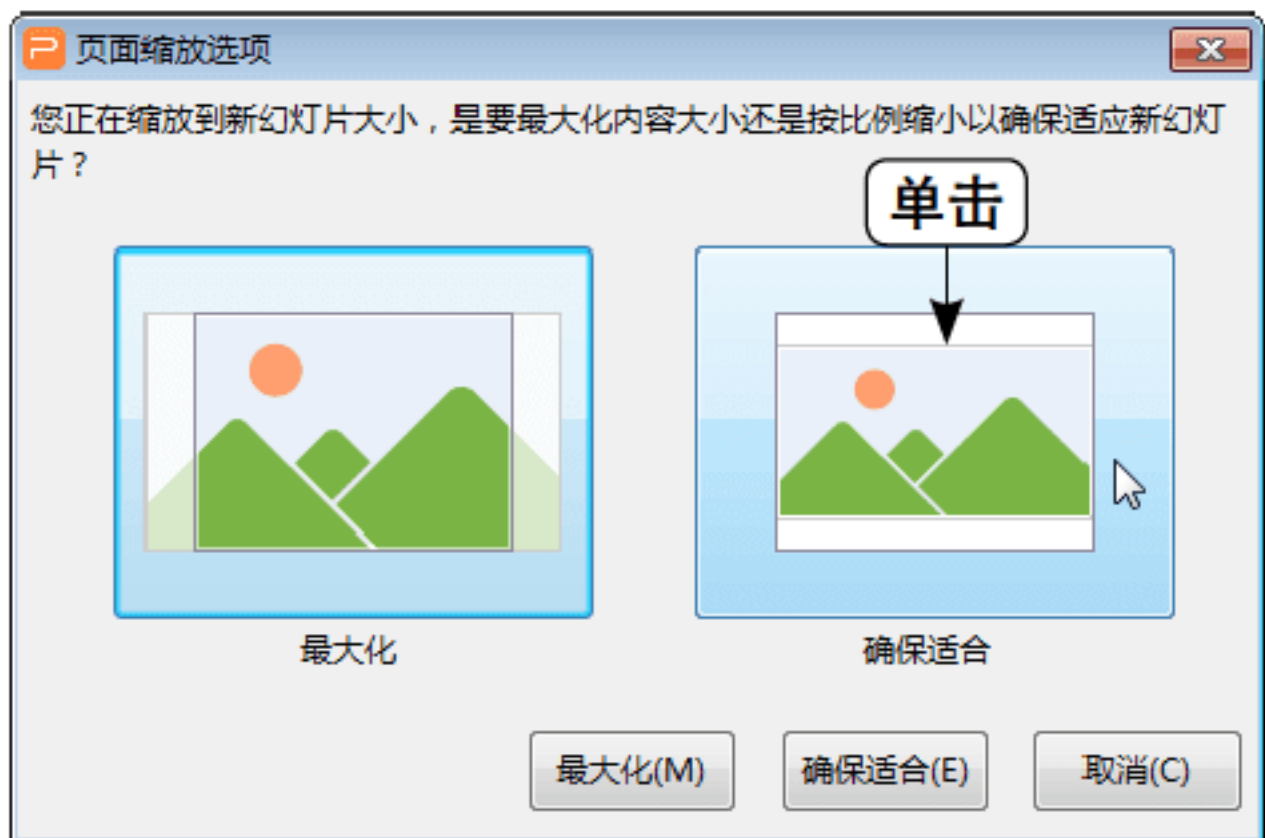 页面缩放选项
您正在缩放到新幻灯片大小，是要最大化内容大小还是按比例缩小以确保适应新幻灯
片？
单击
最大化
确保适合
最大化(M)
确保适合(E)
取消(C)